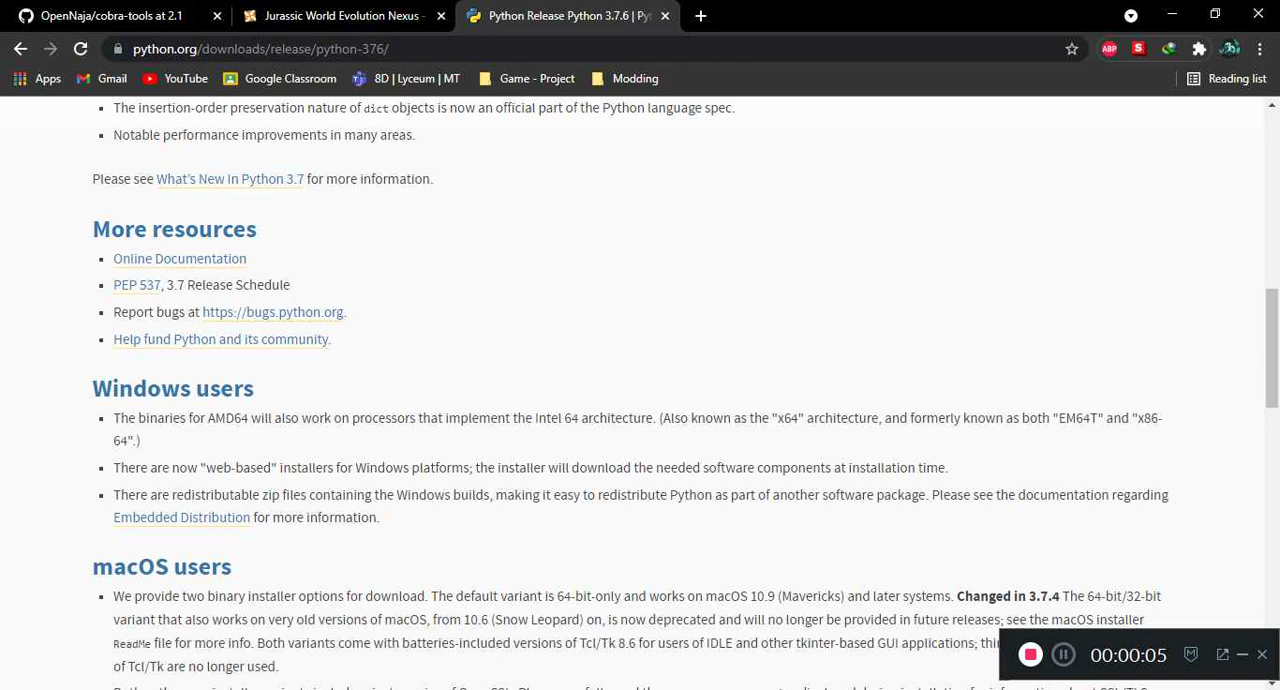 OpenNaja/cobra-tools at 2.1
Jurassic World Evolution Nexus -
Python Release Python 3.7.6 | Py
python.org/downloads/release/python-376/
ABP
S
Apps
Gmail
YouTube
Google Classroom
8D | Lyceum | MT
Game - Project
Modding
Reading list
The insertion-order preservation nature of dict objects is now an official part of the Python language spec.
Notable performance improvements in many areas.
Please see What's New In Python 3.7 for more information.
More resources
Online Documentation
PEP 537, 3.7 Release Schedule
Report bugs at https://bugs.python.org.
Help fund Python and its community.
Windows users
The binaries for AMD64 will also work on processors that implement the Intel 64 architecture. (Also known as the "x64" architecture, and formerly known as both "EM64T" and "x86-
64".)
There are now "web-based" installers for Windows platforms; the installer will download the needed software components at installation time.
There are redistributable zip files containing the Windows builds, making it easy to redistribute Python as part of another software package. Please see the documentation regarding
Embedded Distribution for more information.
macOS users
We provide two binary installer options for download. The default variant is 64-bit-only and works on macOS 10.9 (Mavericks) and later systems. Changed in 3.7.4 The 64-bit/32-bit
variant that also works on very old versions of macOS, from 10.6 (Snow Leopard) on, is now deprecated and will no longer be provided in future releases; see the macOS installer
ReadMe file for more info. Both variants come with batteries-included versions of Tcl/Tk 8.6 for users of IDLE and other tkinter-based GUI applications; thi
of Tcl/Tk are no longer used.
00:00:05